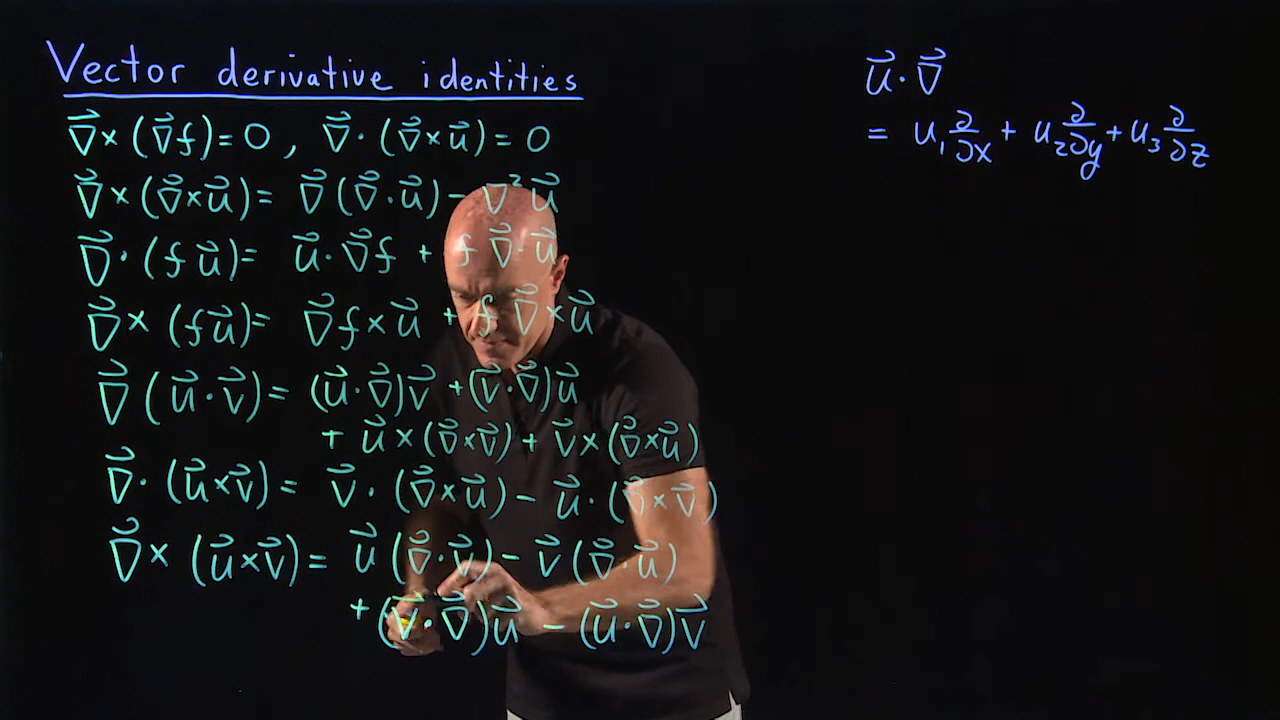 Vector derivative identities
∇⃗×(∇⃗f)=0, ∇⃗·(∇⃗×u⃗)=0
∇⃗×(∇⃗×u⃗)= ∇⃗(∇⃗·u⃗)-∇²u⃗
∇⃗·(fu⃗)= u⃗·∇⃗f + f∇⃗·u⃗
∇⃗×(fu⃗)= ∇⃗f×u⃗ + f∇⃗×u⃗
∇⃗(u⃗·v⃗)= (u⃗·∇⃗)v⃗ +(v⃗·∇⃗)u⃗
+ u⃗×(∇⃗×v⃗)+ v⃗×(∇⃗×u⃗)
∇⃗·(u⃗×v⃗)= v⃗·(∇⃗×u⃗)- u⃗·(∇⃗×v⃗)
∇⃗×(u⃗×v⃗)= u⃗(∇⃗·v⃗)- v⃗(∇⃗·u⃗)
+(v⃗·∇⃗)u⃗ - (u⃗·∇⃗)v⃗
u⃗·∇⃗
= u₁ ∂/∂x + u₂ ∂/∂y + u₃ ∂/∂z